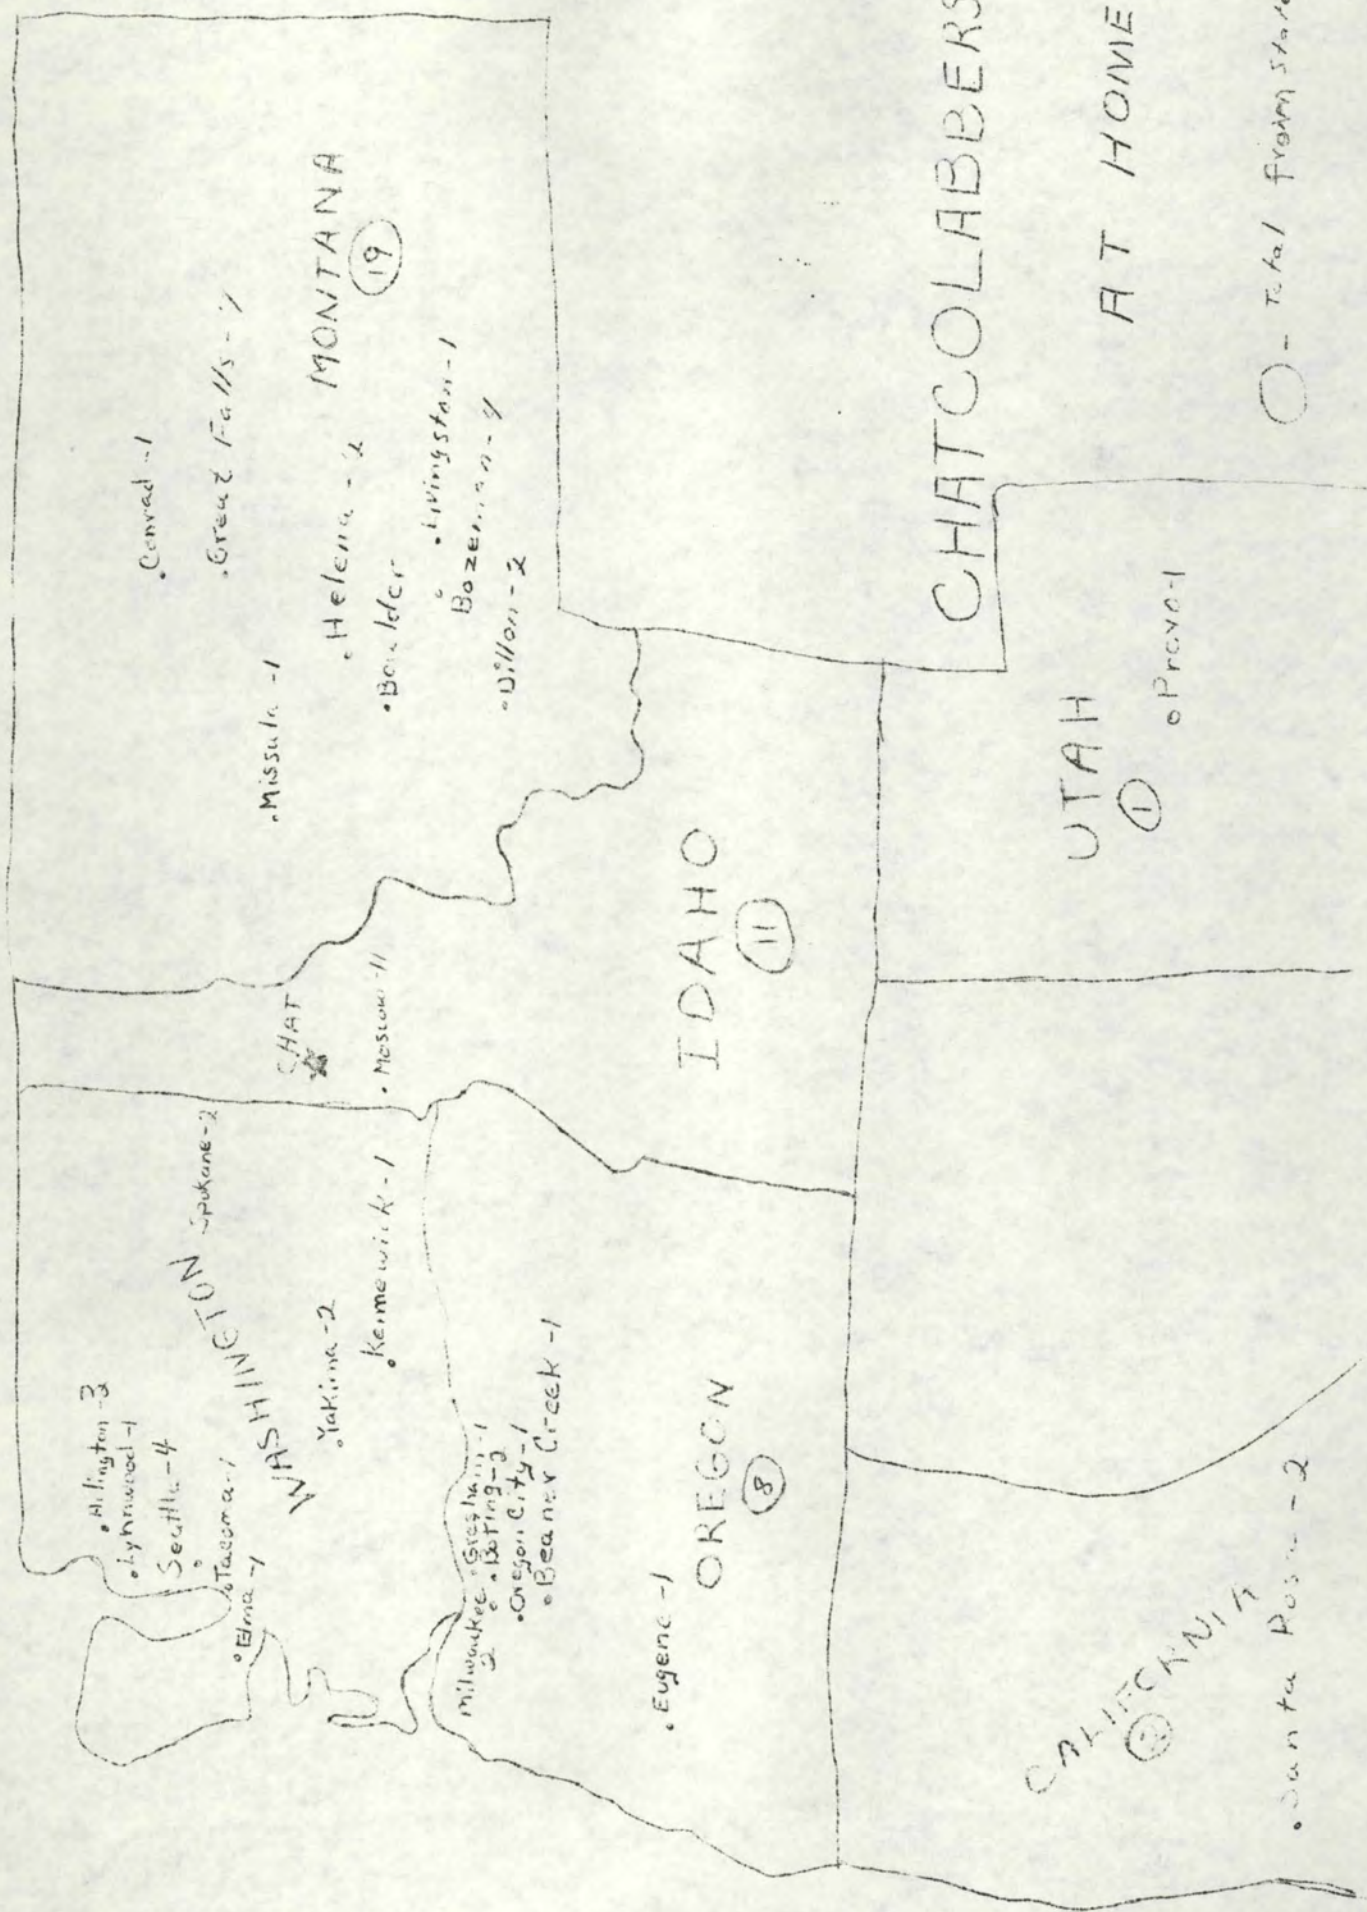 •Arlington-3
•Lynnwood-1
Seattle-4
•Tacoma-1
•Elma-1
WASHINGTON
Spokane-2
•Yakima-2
•Kennewick-1
CHAT
•Moscow-11
•Conrad-1
•Great Falls-7
•Missula-1
•Helena-2
MONTANA
19
•Boulder
•Livingston-1
Bozeman-4
•Dillon-2
Milwaukee
2
•Gresham-1
•Boring-2
•Oregon City-1
•Beaner Creek-1
•Eugene-1
OREGON
8
IDAHO
11
CHATCOLABBERS
AT HOME
UTAH
1
•Provo-1
O- Total from state
CALIFORNIA
2
•Santa Rosa-2